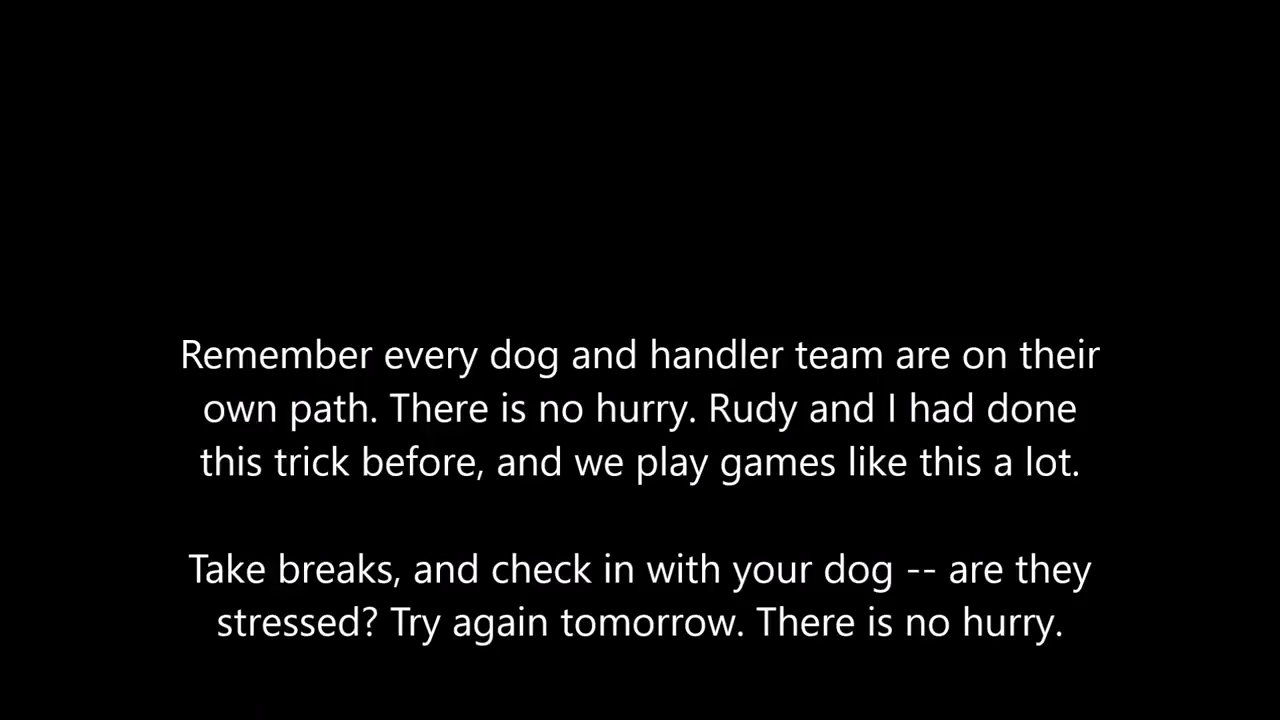 Remember every dog and handler team are on their
own path. There is no hurry. Rudy and I had done
this trick before, and we play games like this a lot.
Take breaks, and check in with your dog -- are they
stressed? Try again tomorrow. There is no hurry.